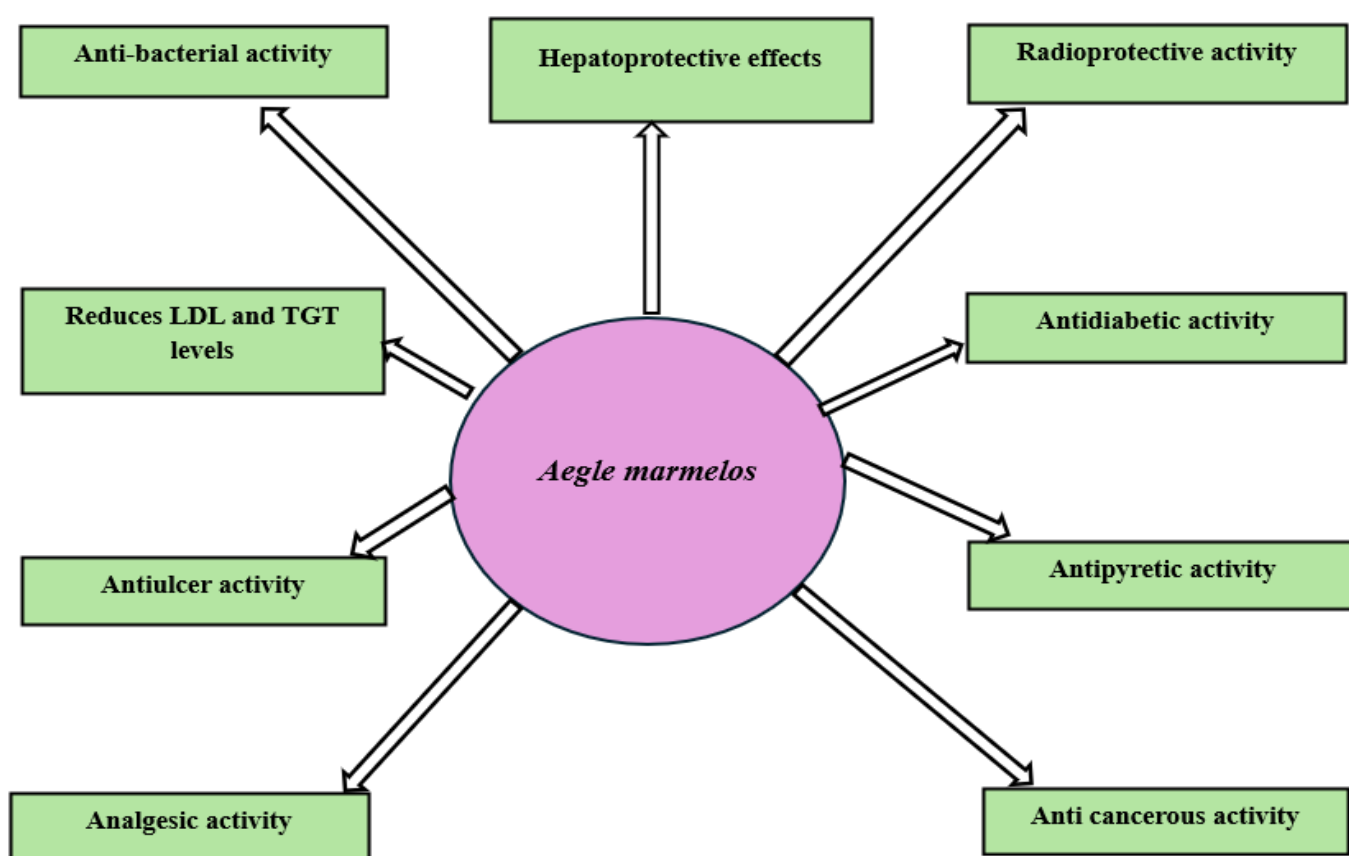 Anti-bacterial activity
Hepatoprotective effects
Radioprotective activity
Reduces LDL and TGT
levels
Antidiabetic activity
Aegle marmelos
Antiulcer activity
Antipyretic activity
Analgesic activity
Anti cancerous activity